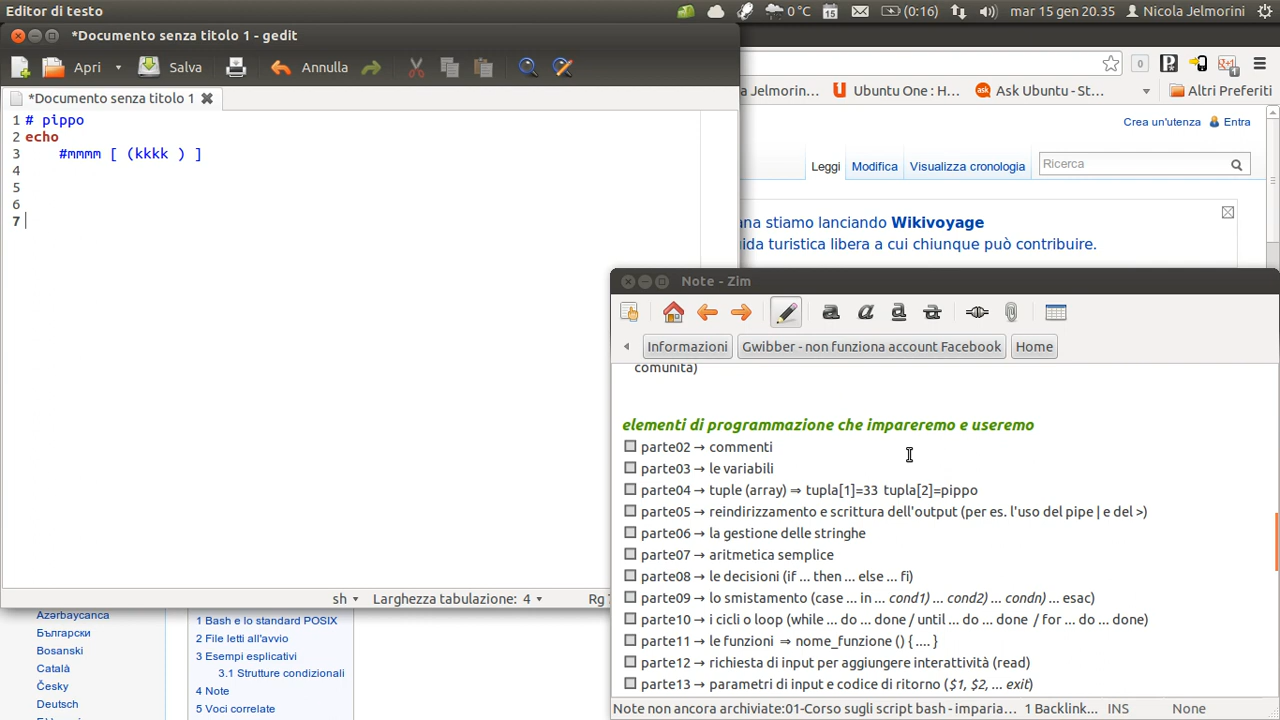 Editor di testo
0 °C
15
(0:16)
mar 15 gen 20.35
Nicola Jelmorini
*Documento senza titolo 1 - gedit
Apri
Salva
Annulla
*Documento senza titolo 1
1 # pippo
2 echo
3 #mmmm [ (kkkk ) ]
4
5
6
7
sh
Larghezza tabulazione: 4
Rg
0
1
a Jelmorin...
Ubuntu One : H...
Ask Ubuntu - St...
Altri Preferiti
Crea un'utenza
Entra
Leggi
Modifica
Visualizza cronologia
Ricerca
ana stiamo lanciando Wikivoyage
uida turistica libera a cui chiunque può contribuire.
Note - Zim
Informazioni
Gwibber - non funziona account Facebook
Home
comunità)
elementi di programmazione che impareremo e useremo
parte02 → commenti
parte03 → le variabili
parte04 → tuple (array) ⇒ tupla[1]=33 tupla[2]=pippo
parte05 → reindirizzamento e scrittura dell'output (per es. l'uso del pipe | e del >)
parte06 → la gestione delle stringhe
parte07 → aritmetica semplice
parte08 → le decisioni (if ... then ... else ... fi)
parte09 → lo smistamento (case ... in ... cond1) ... cond2) ... condn) ... esac)
parte10 → i cicli o loop (while ... do ... done / until ... do ... done / for ... do ... done)
parte11 → le funzioni ⇒ nome_funzione () { .... }
parte12 → richiesta di input per aggiungere interattività (read)
parte13 → parametri di input e codice di ritorno ($1, $2, ... exit)
Note non ancora archiviate:01-Corso sugli script bash - imparia...
1 Backlink...
INS
None
Azərbaycanca
Български
Bosanski
Català
Česky
Deutsch
1 Bash e lo standard POSIX
2 File letti all'avvio
3 Esempi esplicativi
3.1 Strutture condizionali
4 Note
5 Voci correlate